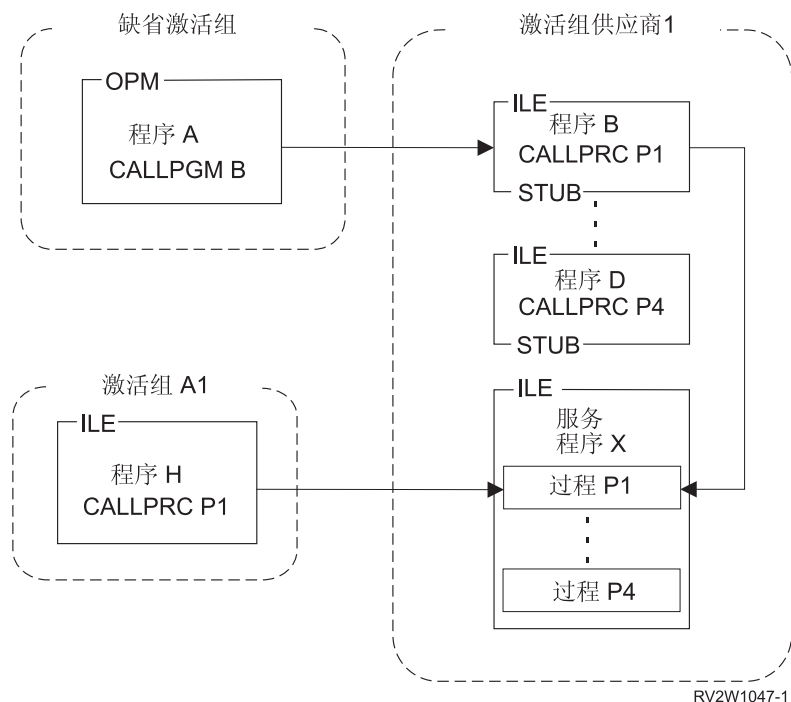 缺省激活组
激活组供应商1
OPM
程序 A
CALLPGM B
ILE
程序 B
CALLPRC P1
STUB
ILE
程序 D
CALLPRC P4
STUB
激活组 A1
ILE
程序 H
CALLPRC P1
ILE
服务
程序 X
过程 P1
过程 P4
RV2W1047-1